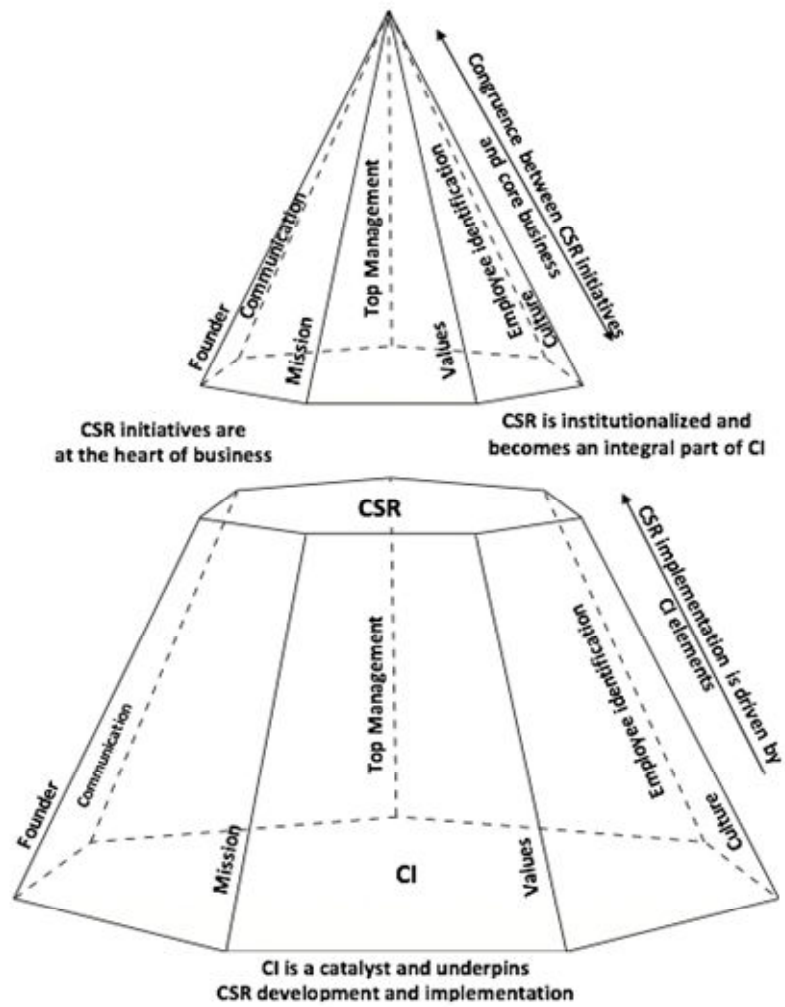 Congruence between CSR initiatives
and core business
Communication
Top Management
Employee identification
Founder
Mission
Values
Culture
CSR initiatives are
at the heart of business
CSR is institutionalized and
becomes an integral part of CI
CSR
CSR implementation is driven by
CI elements
Top Management
Employee identification
Communication
Founder
Mission
CI
Values
Culture
CI is a catalyst and underpins
CSR development and implementation